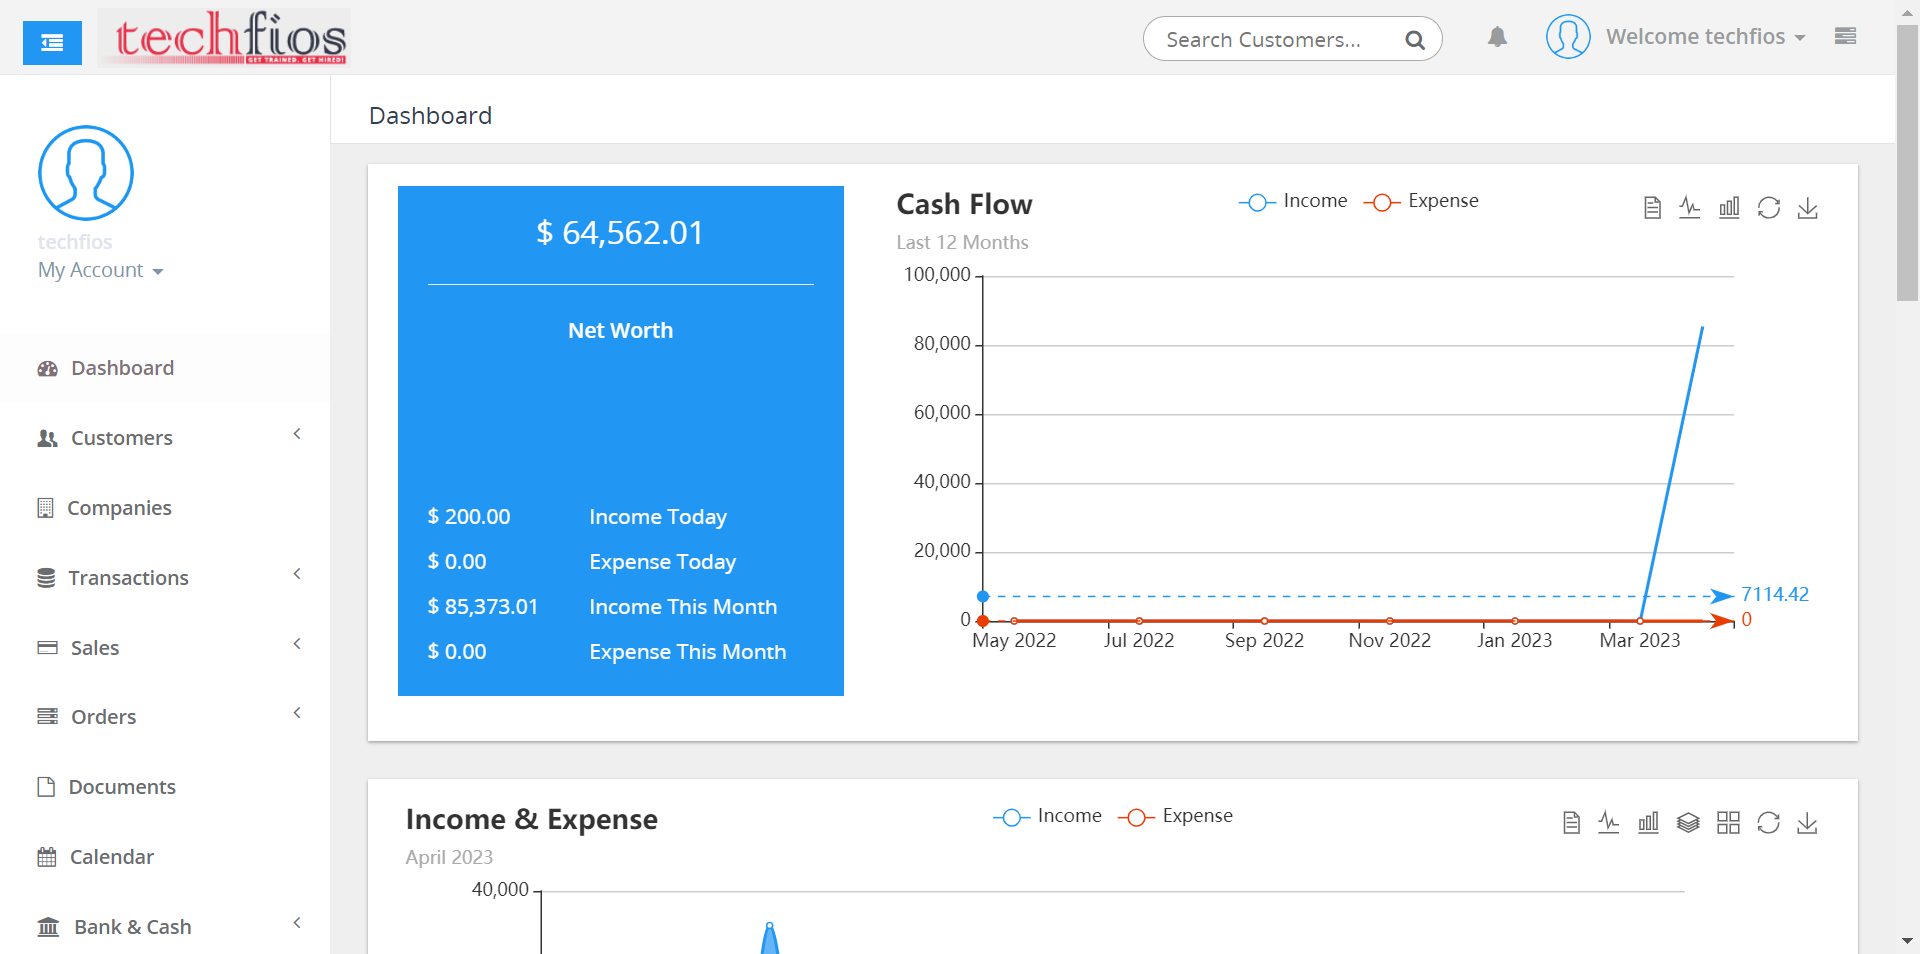 techfios
GET TRAINED. GET HIRED!
Search Customers...
Welcome techfios
techfios
My Account
Dashboard
Customers
Companies
Transactions
Sales
Orders
Documents
Calendar
Bank & Cash
Dashboard
$ 64,562.01
Net Worth
$ 200.00 Income Today
$ 0.00 Expense Today
$ 85,373.01 Income This Month
$ 0.00 Expense This Month
Cash Flow
Last 12 Months
Income Expense
100,000
80,000
60,000
40,000
20,000
0
7114.42
0
May 2022 Jul 2022 Sep 2022 Nov 2022 Jan 2023 Mar 2023
Income & Expense
April 2023
Income Expense
40,000